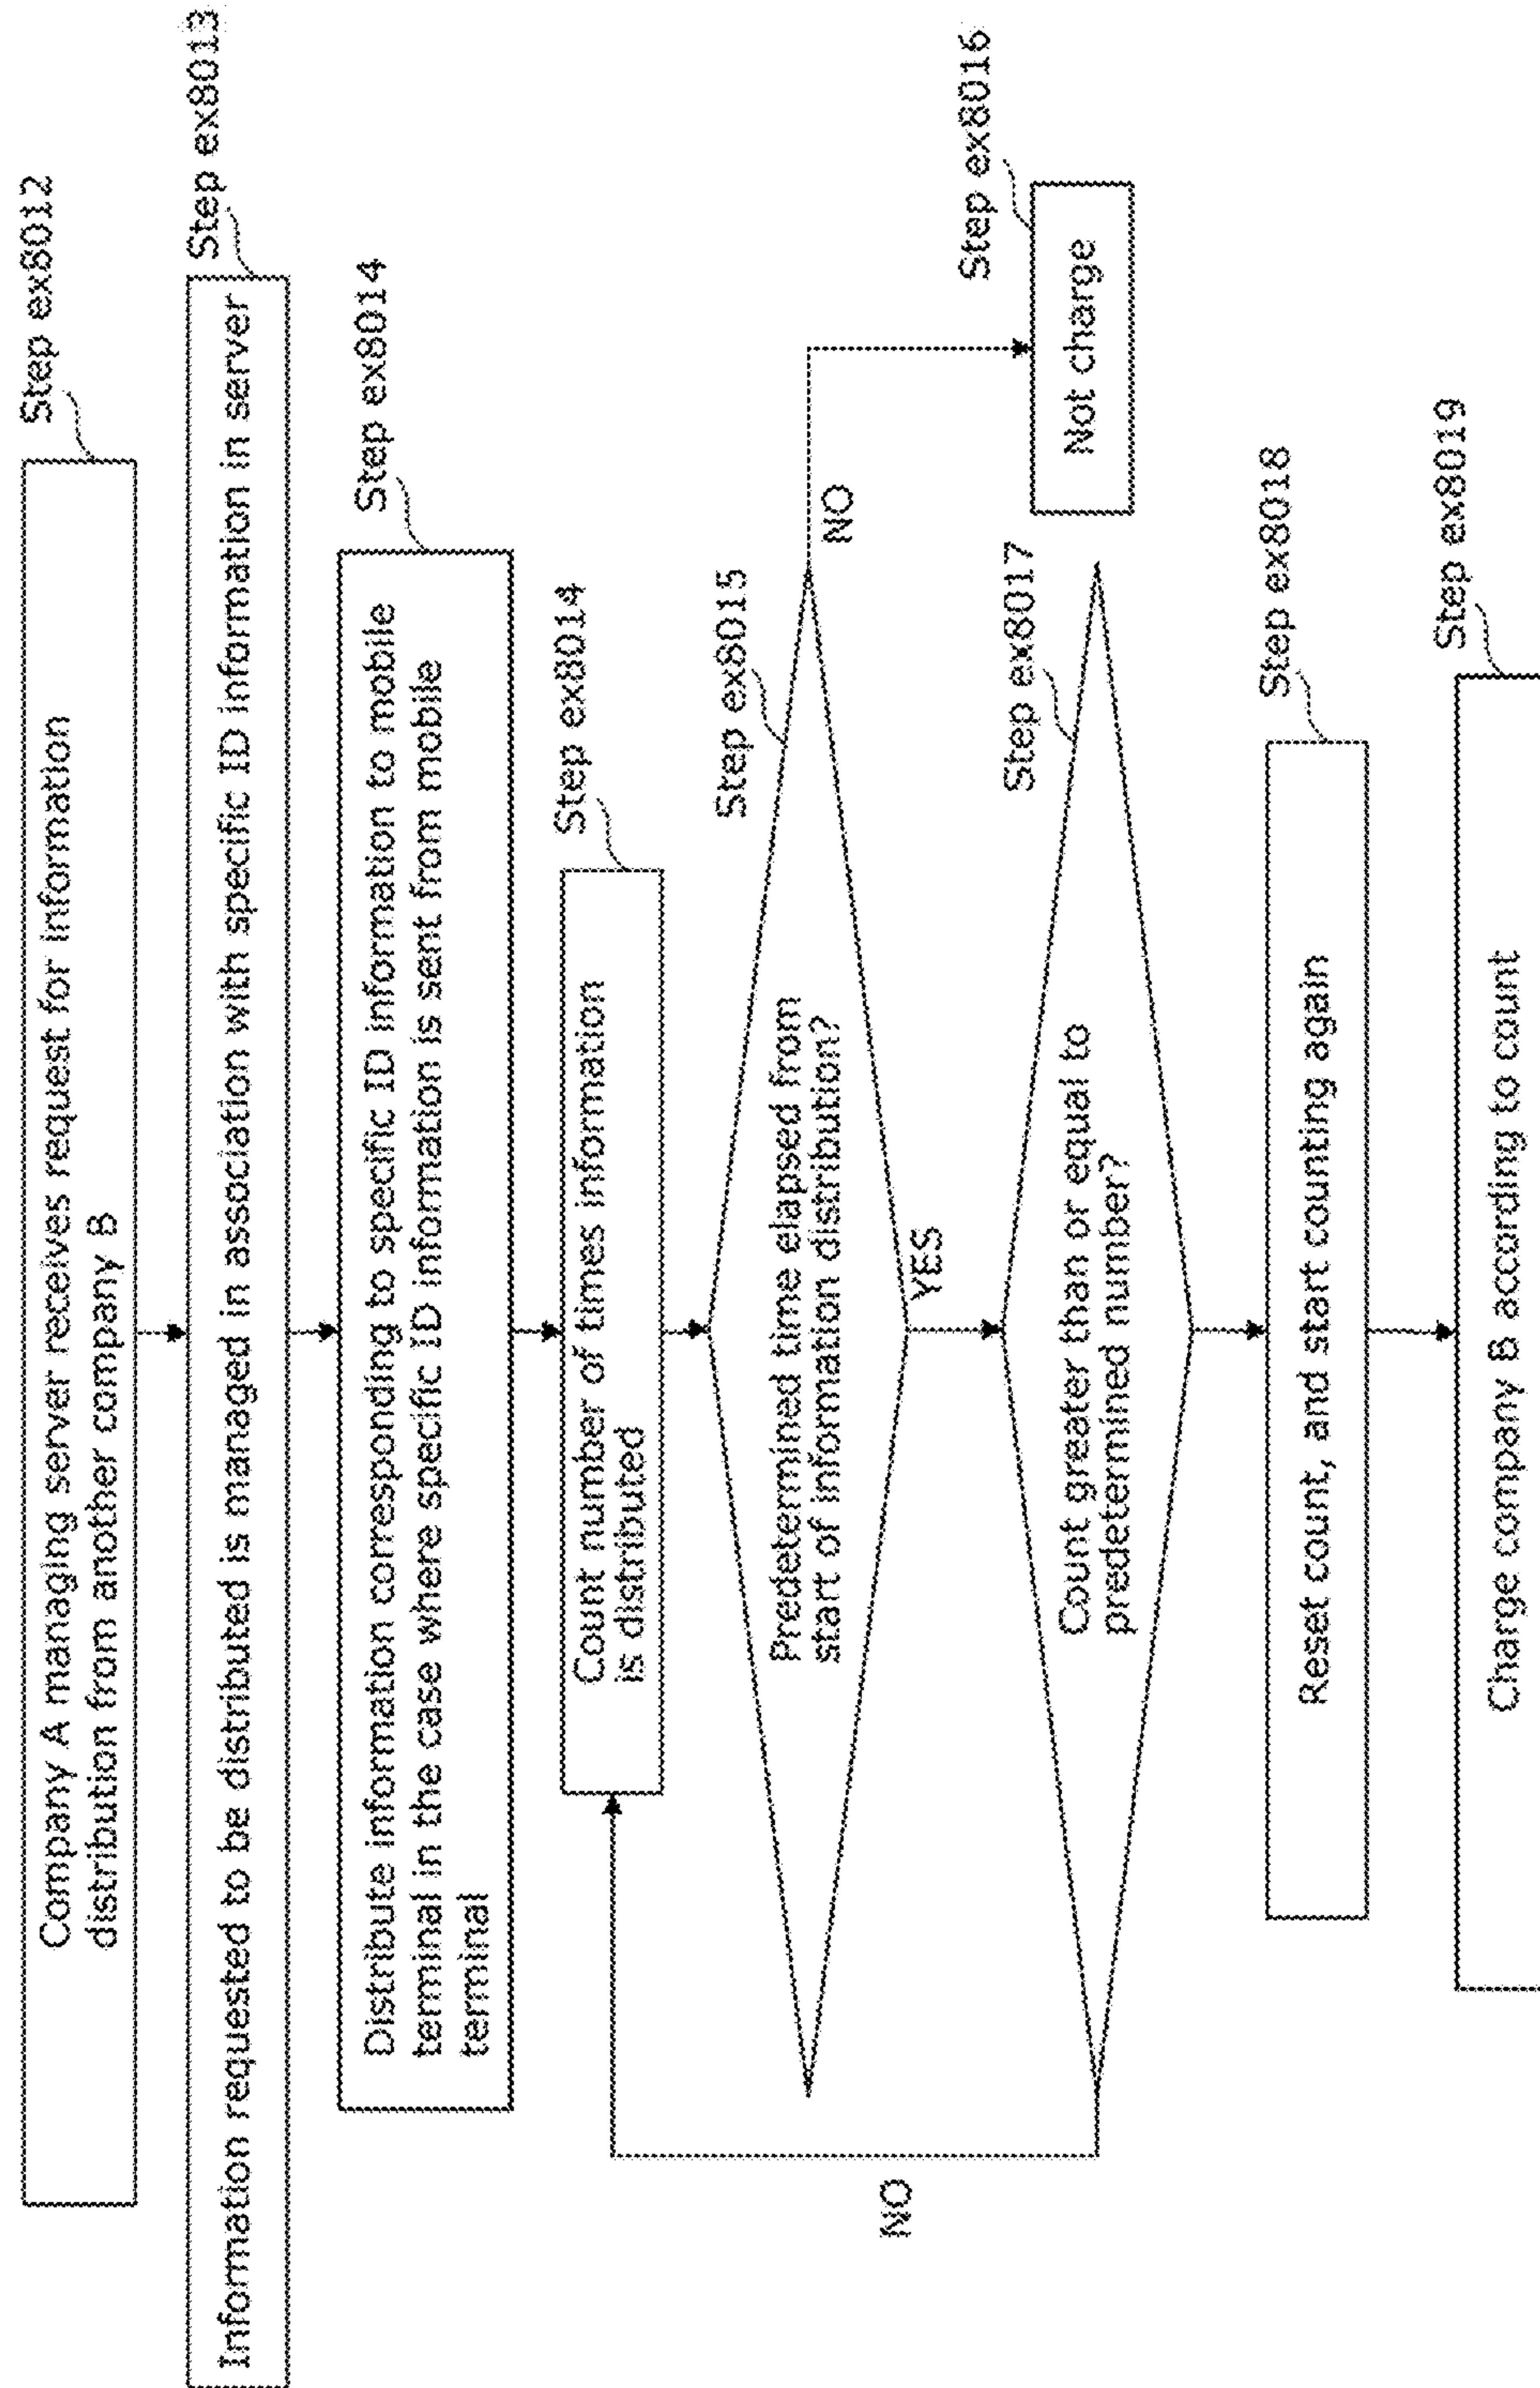 Step ex8012
Company A managing server receives request for information
distribution from another company B
Step ex8013
Information requested to be distributed is managed in association with specific ID information in server
Step ex8014
Distribute information corresponding to specific ID information to mobile
terminal in the case where specific ID information is sent from mobile
terminal
Step ex8014
Count number of times information
is distributed
Step ex8015
Predetermined time elapsed from
start of information distribution?
NO
YES
Step ex8016
Not charge
Step ex8017
Count greater than or equal to
predetermined number?
NO
Step ex8018
Reset count, and start counting again
Step ex8019
Charge company B according to count